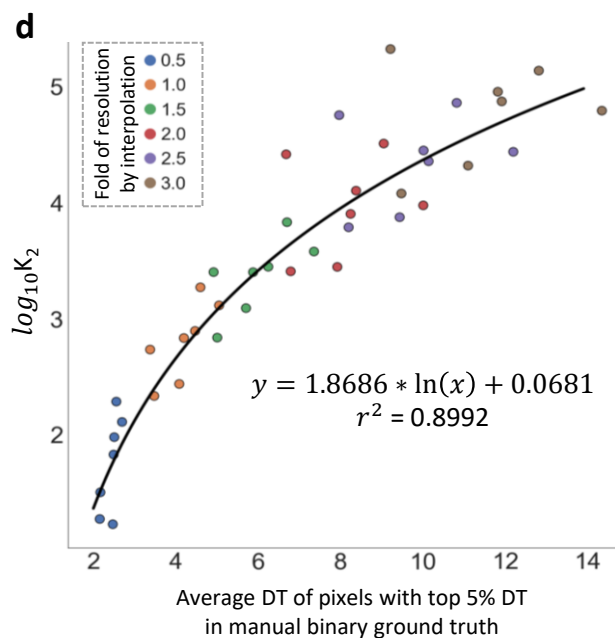 d
Fold of resolution
by interpolation
0.5
1.0
1.5
2.0
2.5
3.0
5
4
3
2
log₁₀K₂
y = 1.8686 * ln(x) + 0.0681
r² = 0.8992
2 4 6 8 10 12 14
Average DT of pixels with top 5% DT
in manual binary ground truth